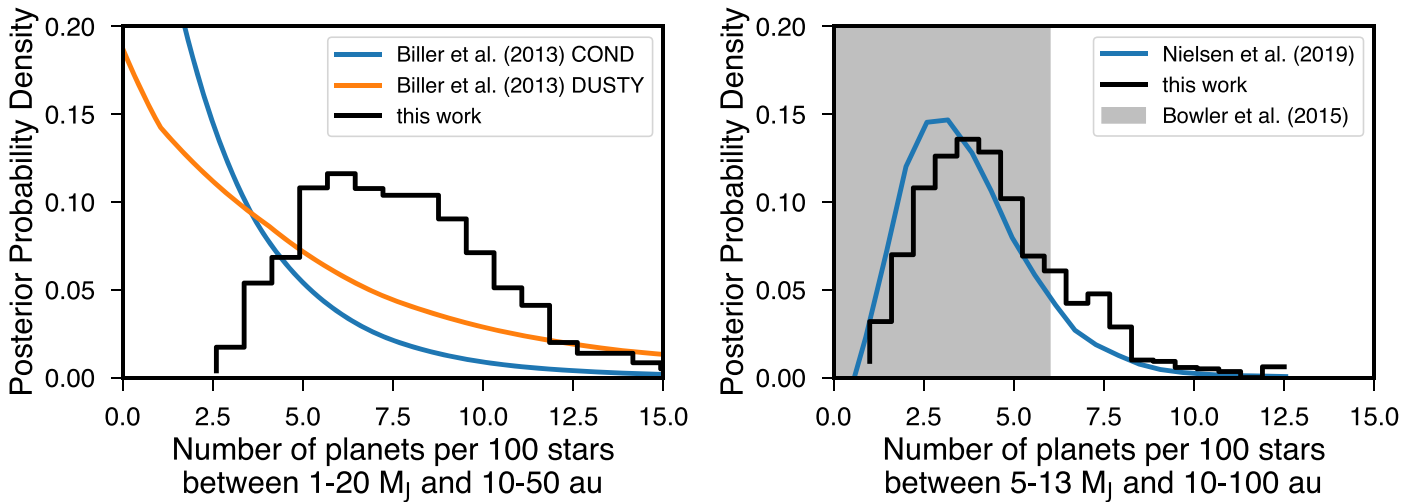 Posterior Probability Density
0.20
0.15
0.10
0.05
0.00
Biller et al. (2013) COND
Biller et al. (2013) DUSTY
this work
0.0 2.5 5.0 7.5 10.0 12.5 15.0
Number of planets per 100 stars
between 1-20 MJ and 10-50 au
Posterior Probability Density
0.20
0.15
0.10
0.05
0.00
Nielsen et al. (2019)
this work
Bowler et al. (2015)
0.0 2.5 5.0 7.5 10.0 12.5 15.0
Number of planets per 100 stars
between 5-13 MJ and 10-100 au